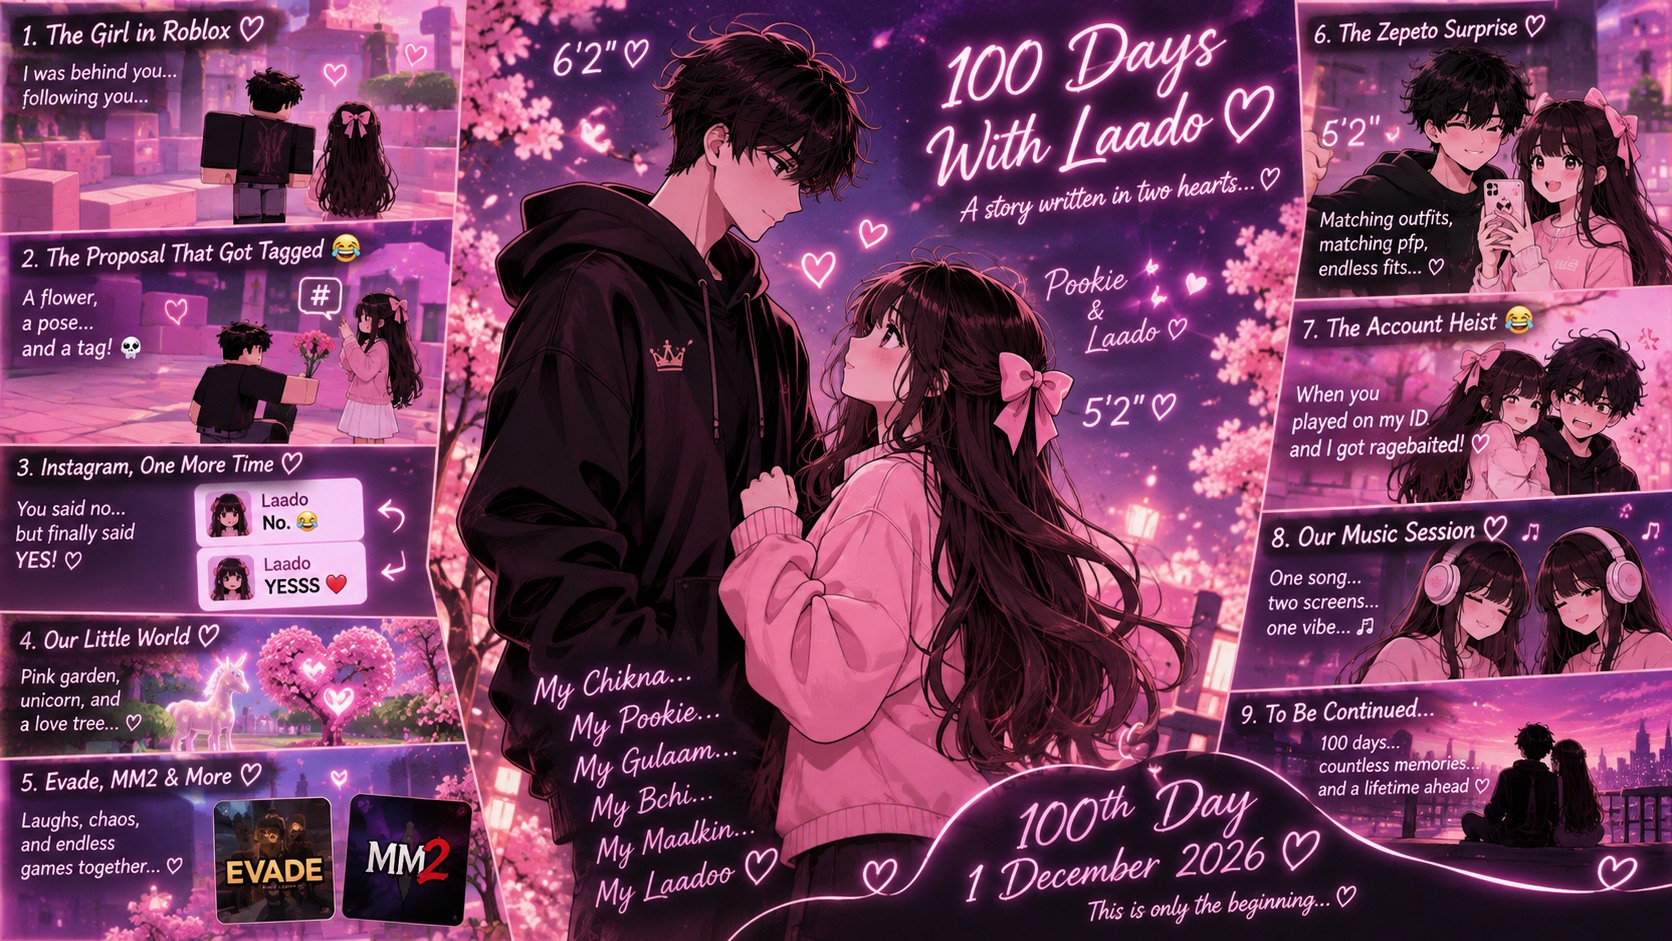 1. The Girl in Roblox ♡
I was behind you...
following you...
2. The Proposal That Got Tagged 😂
A flower,
a pose...
and a tag! 💀
#
3. Instagram, One More Time ♡
You said no...
but finally said
YES! ♡
Laado
No. 😂
Laado
YESSS ❤️
4. Our Little World ♡
Pink garden,
unicorn, and
a love tree... ♡
5. Evade, MM2 & More ♡
Laughs, chaos,
and endless
games together... ♡
EVADE
MM2
6'2" ♡
100 Days
With Laado ♡
A story written in two hearts... ♡
Pookie
&
Laado ♡
5'2" ♡
My Chikna...
My Pookie...
My Gulaam...
My Bchi...
My Maalkin...
My Laadoo ♡
100th Day
1 December 2026 ♡
This is only the beginning... ♡
6. The Zepeto Surprise ♡
5'2"
Matching outfits,
matching pfp,
endless fits... ♡
7. The Account Heist 😂
When you
played on my ID
and I got ragebaited! ♡
8. Our Music Session ♡
One song...
two screens...
one vibe... 🎵
9. To Be Continued...
100 days...
countless memories...
and a lifetime ahead ♡